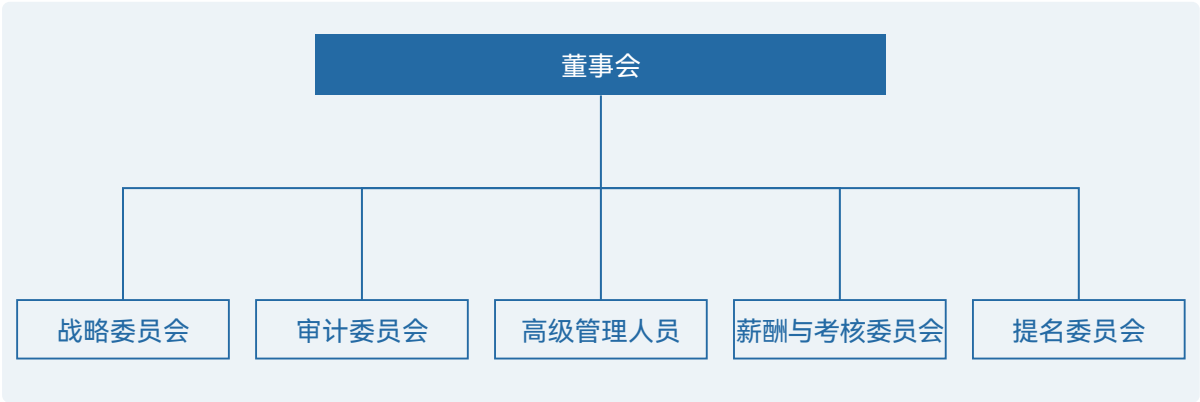 董事会
战略委员会
审计委员会
高级管理人员
薪酬与考核委员会
提名委员会